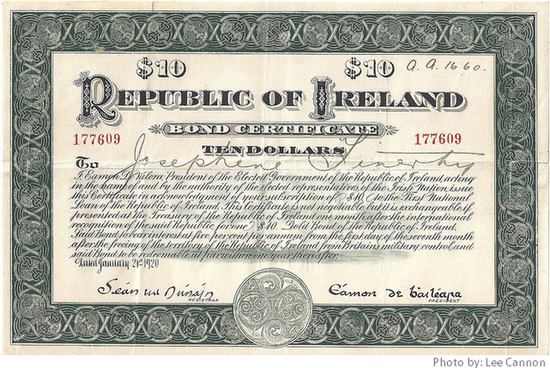 $10 $10 A.A. 1660.
REPUBLIC OF IRELAND
BOND CERTIFICATE
177609 TEN DOLLARS 177609
To Josephene Finerty
I Eamon De Valera President of the Elected Government of the Republic of Ireland acting
in the name of and by the authority of the elected representatives of the Irish Nation issue
this Certificate in acknowledgment of your subscription of $10 to the First National
Loan of the Republic of Ireland. This Certificate is not negotiable but is exchangeable if
presented at the Treasury of the Republic of Ireland one month after the international
recognition of the said Republic for one $10 Gold Bond of the Republic of Ireland.
Said Bond to bear interest at five per cent per annum from the first day of the seventh month
after the freeing of the territory of the Republic of Ireland from Britain's military control and
said Bond to be redeemable at par within one year thereafter.
Dated January 21st 1920
REGISTRAR
Éamon de
PRESIDENT
Photo by: Lee Cannon